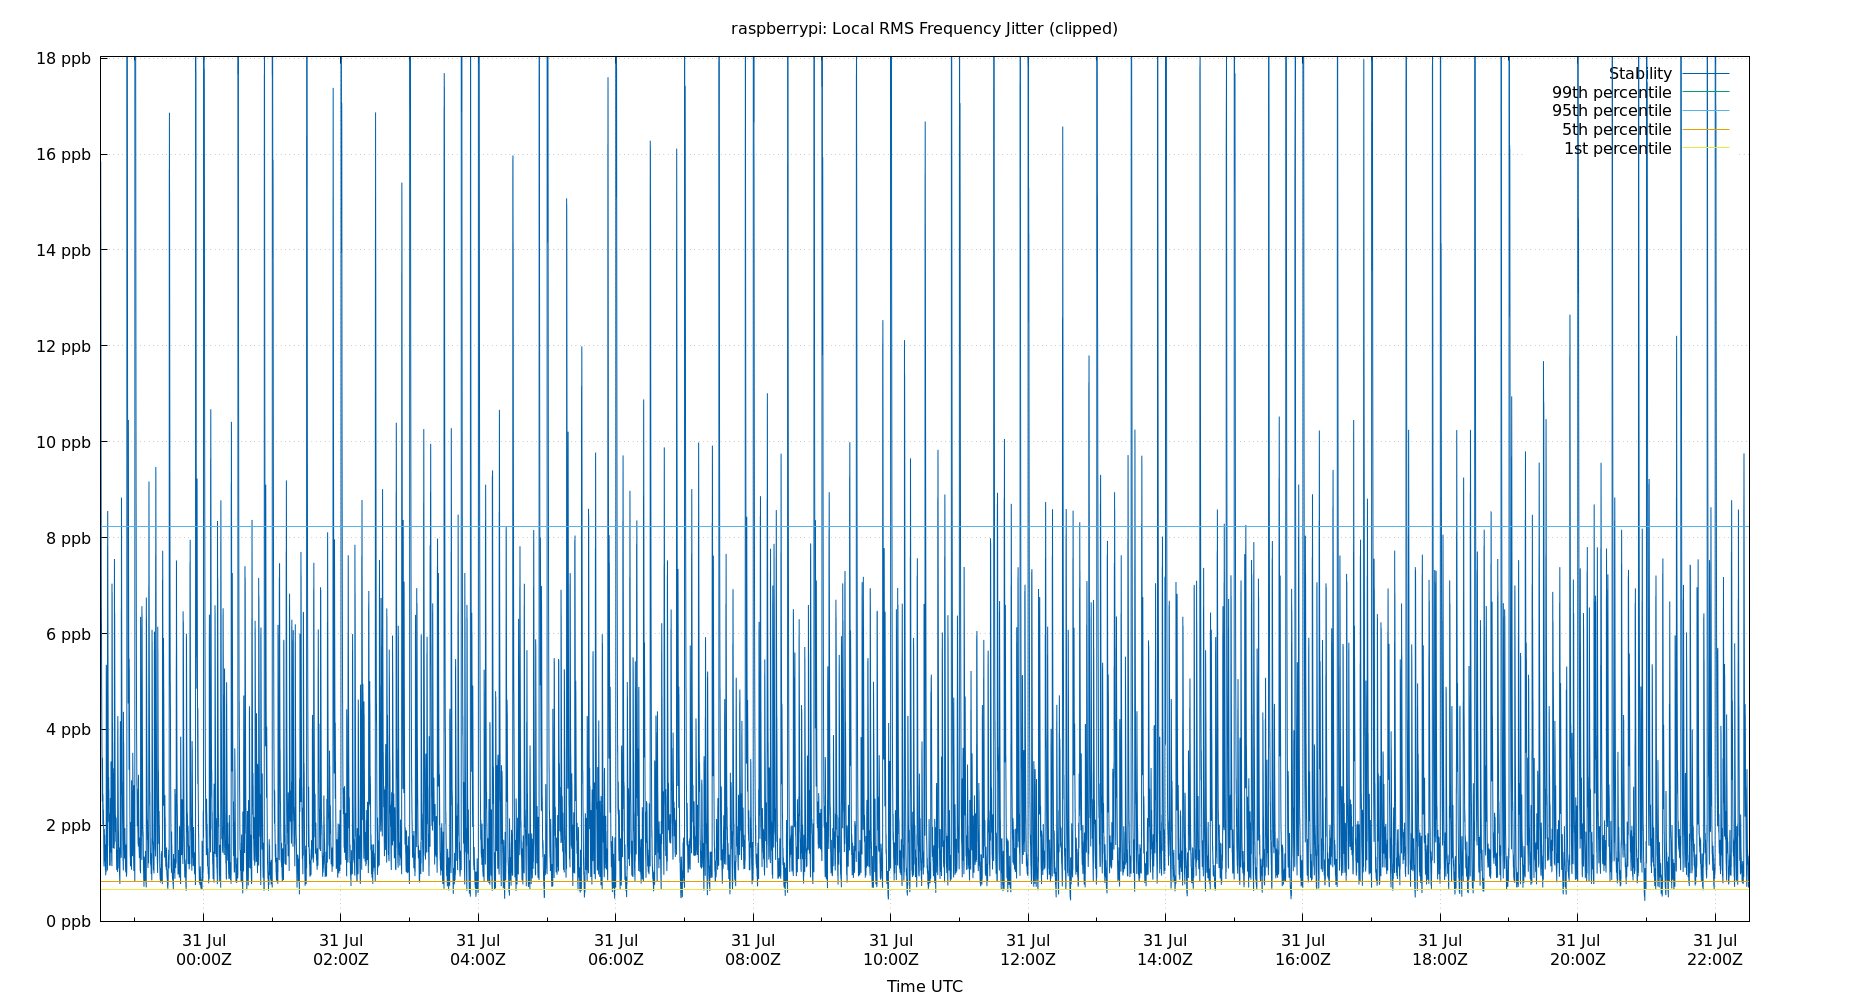 raspberrypi: Local RMS Frequency Jitter (clipped)
18 ppb
16 ppb
14 ppb
12 ppb
10 ppb
8 ppb
6 ppb
4 ppb
2 ppb
0 ppb
Stability
99th percentile
95th percentile
5th percentile
1st percentile
31 Jul 31 Jul 31 Jul 31 Jul 31 Jul 31 Jul 31 Jul 31 Jul 31 Jul 31 Jul 31 Jul 31 Jul
00:00Z 02:00Z 04:00Z 06:00Z 08:00Z 10:00Z 12:00Z 14:00Z 16:00Z 18:00Z 20:00Z 22:00Z
Time UTC